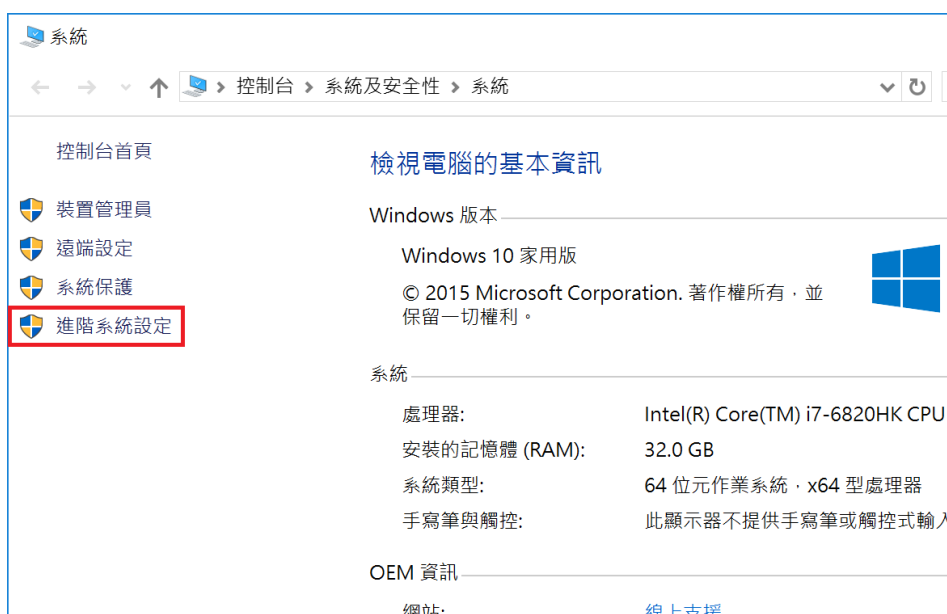 系統
控制台 › 系統及安全性 › 系統
控制台首頁
裝置管理員
遠端設定
系統保護
進階系統設定
檢視電腦的基本資訊
Windows 版本
Windows 10 家用版
© 2015 Microsoft Corporation. 著作權所有，並
保留一切權利。
系統
處理器: Intel(R) Core(TM) i7-6820HK CPU
安裝的記憶體 (RAM): 32.0 GB
系統類型: 64 位元作業系統，x64 型處理器
手寫筆與觸控: 此顯示器不提供手寫筆或觸控式輸入
OEM 資訊
網站: 線上支援